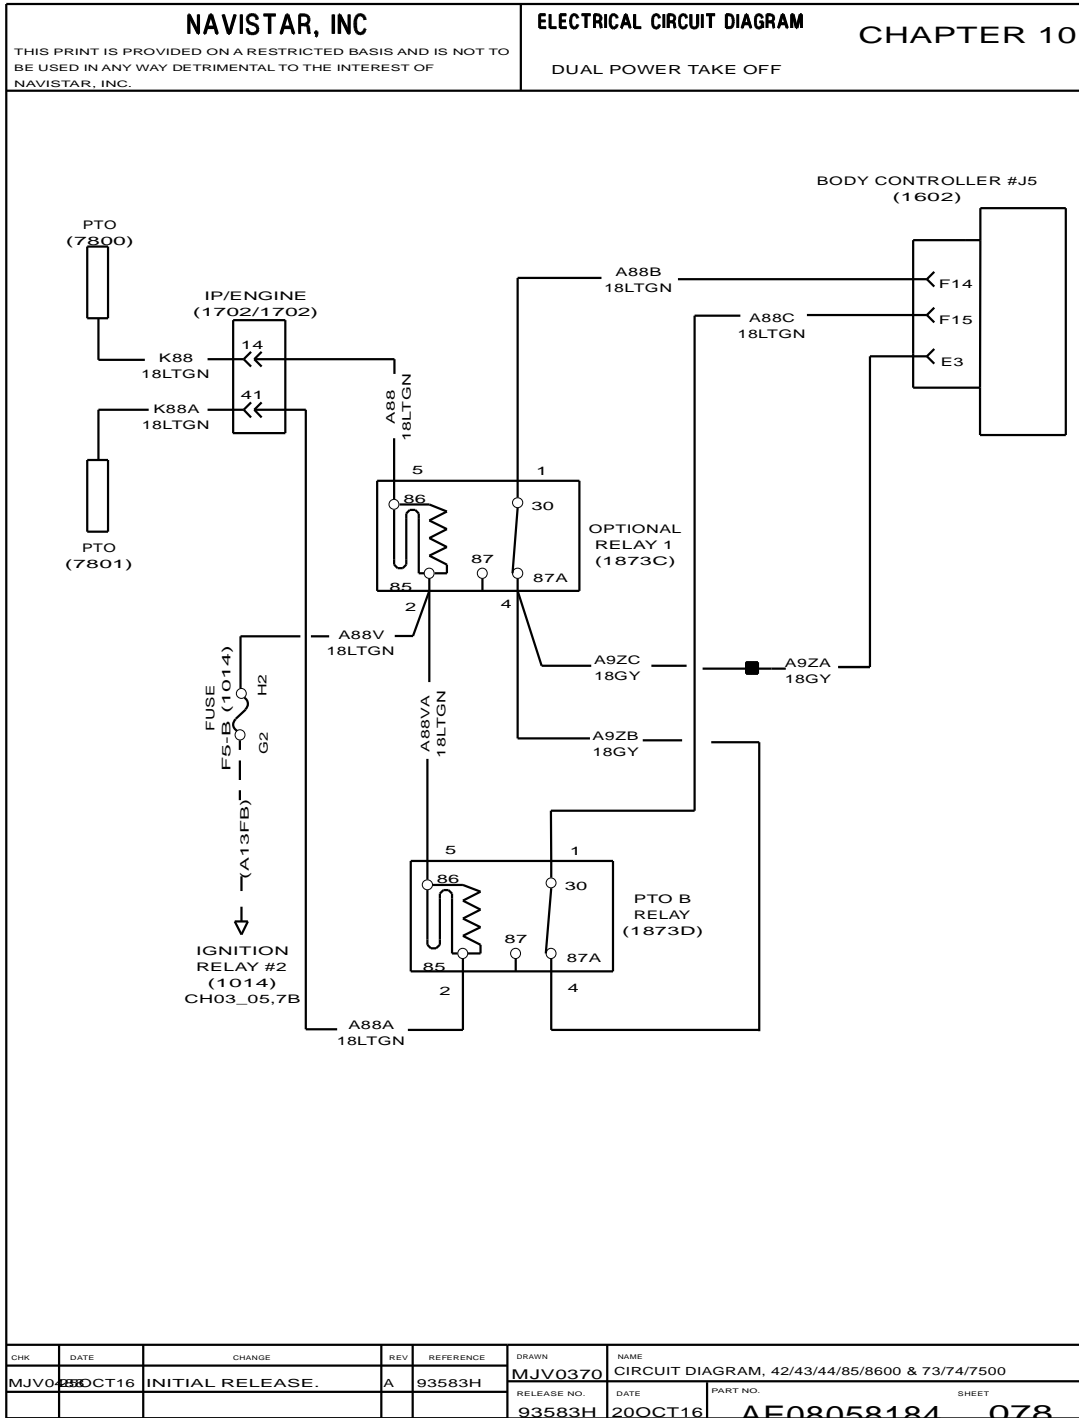 NAVISTAR, INC
THIS PRINT IS PROVIDED ON A RESTRICTED BASIS AND IS NOT TO
BE USED IN ANY WAY DETRIMENTAL TO THE INTEREST OF
NAVISTAR, INC.
ELECTRICAL CIRCUIT DIAGRAM
CHAPTER 10
DUAL POWER TAKE OFF
BODY CONTROLLER #J5
(1602)
PTO
(7800)
A88B
18LTGN
F14
IP/ENGINE
(1702/1702)
A88C
18LTGN
F15
14
K88
18LTGN
E3
41
K88A
18LTGN
A88
18LTGN
5
1
86
30
OPTIONAL
RELAY 1
(1873C)
PTO
(7801)
87
87A
85
2
4
A88V
18LTGN
A9ZC
18GY
A9ZA
18GY
FUSE
F5-B (1014)
H2
G2
A88VA
18LTGN
A9ZB
18GY
(A13FB)
5
1
86
30
PTO B
RELAY
(1873D)
87
87A
85
2
4
IGNITION
RELAY #2
(1014)
CH03_05,7B
A88A
18LTGN
CHK
DATE
CHANGE
REV
REFERENCE
DRAWN
NAME
OCT16
INITIAL RELEASE.
A
93583H
MJV0370
CIRCUIT DIAGRAM, 42/43/44/85/8600 & 73/74/7500
RELEASE NO.
DATE
PART NO.
SHEET
93583H
20OCT16
AE08058184
078